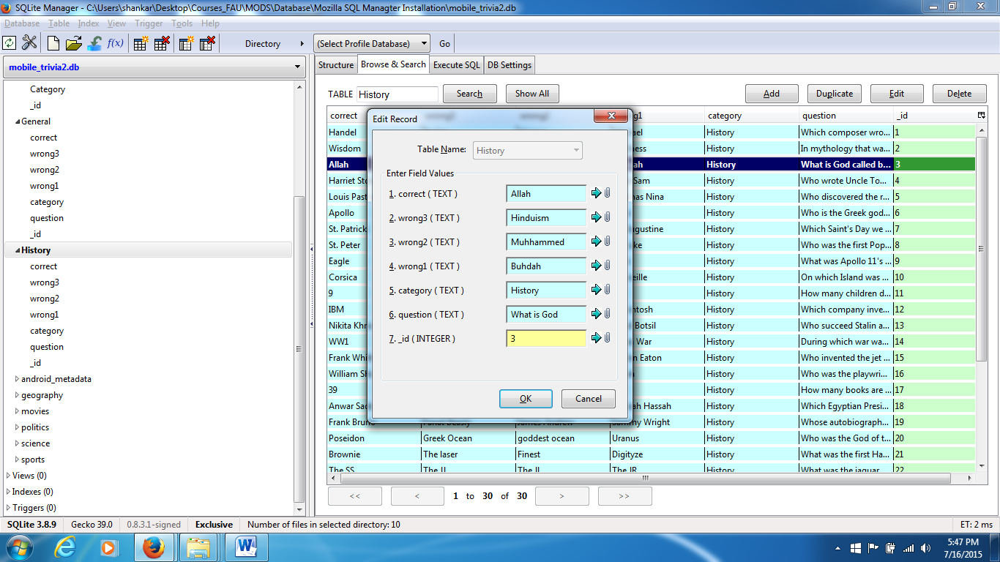 SQLite Manager - C:\Users\shankar\Desktop\Courses_FAU\MODS\Database\Mozilla SQL Managter Installation\mobile_trivia2.db
Database Table Index View Trigger Tools Help
f(x) Directory (Select Profile Database) Go
mobile_trivia2.db
Category
_id
General
correct
wrong3
wrong2
wrong1
category
question
_id
History
correct
wrong3
wrong2
wrong1
category
question
_id
android_metadata
geography
movies
politics
science
sports
Views (0)
Indexes (0)
Triggers (0)
Structure Browse & Search Execute SQL DB Settings
TABLE History Search Show All Add Duplicate Edit Delete
correct category question _id
Handel History Which composer wro... 1
Wisdom History In mythology that wa... 2
Allah History What is God called b... 3
Harriet Sto Sam History Who wrote Uncle To... 4
Louis Past as Nina History Who discovered the r... 5
Apollo History Who is the Greek god... 6
St. Patrick gustine History Which Saint's Day we ... 7
St. Peter ke History Who was the first Pop... 8
Eagle History What was Apollo 11's ... 9
Corsica eille History On which Island was ... 10
9 History How many children d... 11
IBM ntosh History Which company inve... 12
Nikita Khr Botsil History Who succeed Stalin a... 13
WW1 War History During which war wa... 14
Frank Whi n Eaton History Who invented the jet ... 15
William Sh History Who was the playwri... 16
39 History How many books are ... 17
Anwar Sac ah Hassah History Which Egyptian Presi... 18
Frank Bruno Sammy Wright History Whose autobiograph... 19
Poseidon Greek Ocean goddest ocean Uranus History Who was the God of t... 20
Brownie The laser Finest Digityze History What was the first Ha... 21
The SS The JJ The JL The JR History What was the jaguar 22
Edit Record
Table Name: History
Enter Field Values
1. correct ( TEXT ) Allah
2. wrong3 ( TEXT ) Hinduism
3. wrong2 ( TEXT ) Muhhammed
4. wrong1 ( TEXT ) Buhdah
5. category ( TEXT ) History
6. question ( TEXT ) What is God
7. _id ( INTEGER ) 3
OK Cancel
<< < 1 to 30 of 30 > >>
SQLite 3.8.9 Gecko 39.0 0.8.3.1-signed Exclusive Number of files in selected directory: 10 ET: 2 ms
5:47 PM
7/16/2015